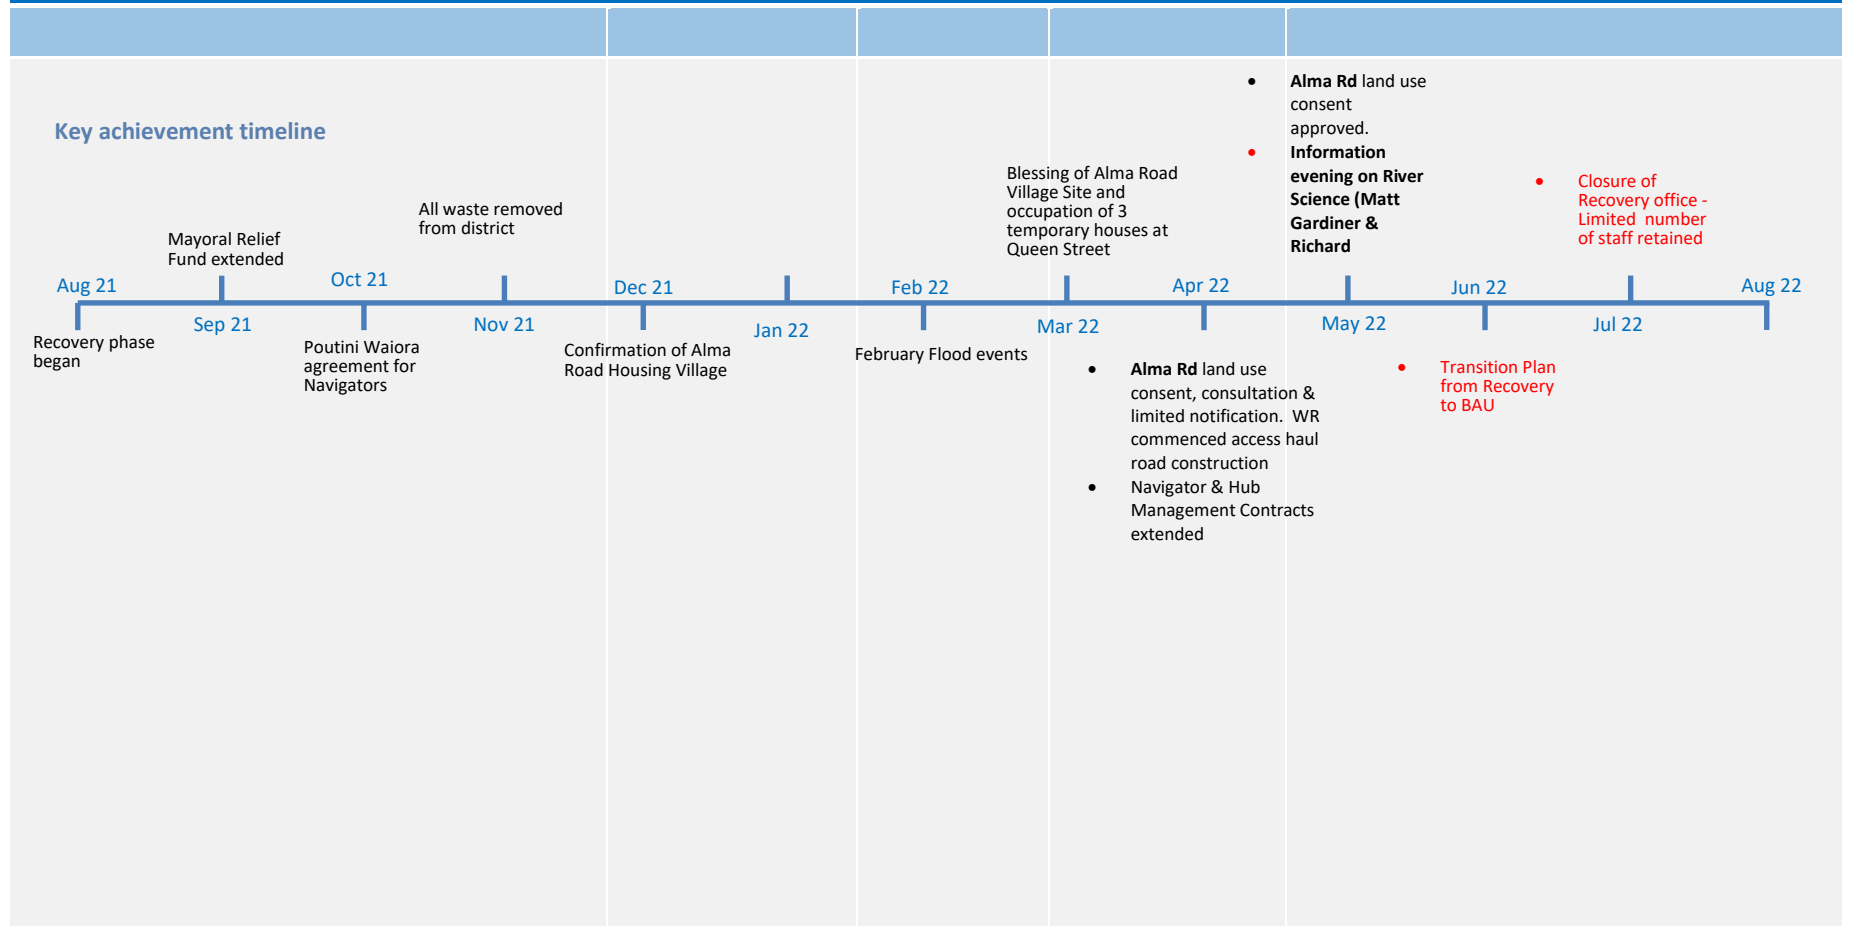 Key achievement timeline
Aug 21
Recovery phase
began
Mayoral Relief
Fund extended
Sep 21
Oct 21
Poutini Waiora
agreement for
Navigators
All waste removed
from district
Nov 21
Dec 21
Confirmation of Alma
Road Housing Village
Jan 22
Feb 22
February Flood events
Blessing of Alma Road
Village Site and
occupation of 3
temporary houses at
Queen Street
Mar 22
Apr 22
• Alma Rd land use
consent, consultation &
limited notification. WR
commenced access haul
road construction
• Navigator & Hub
Management Contracts
extended
• Alma Rd land use
consent
approved.
• Information
evening on River
Science (Matt
Gardiner &
Richard
May 22
Jun 22
• Transition Plan
from Recovery
to BAU
• Closure of
Recovery office -
Limited number
of staff retained
Jul 22
Aug 22